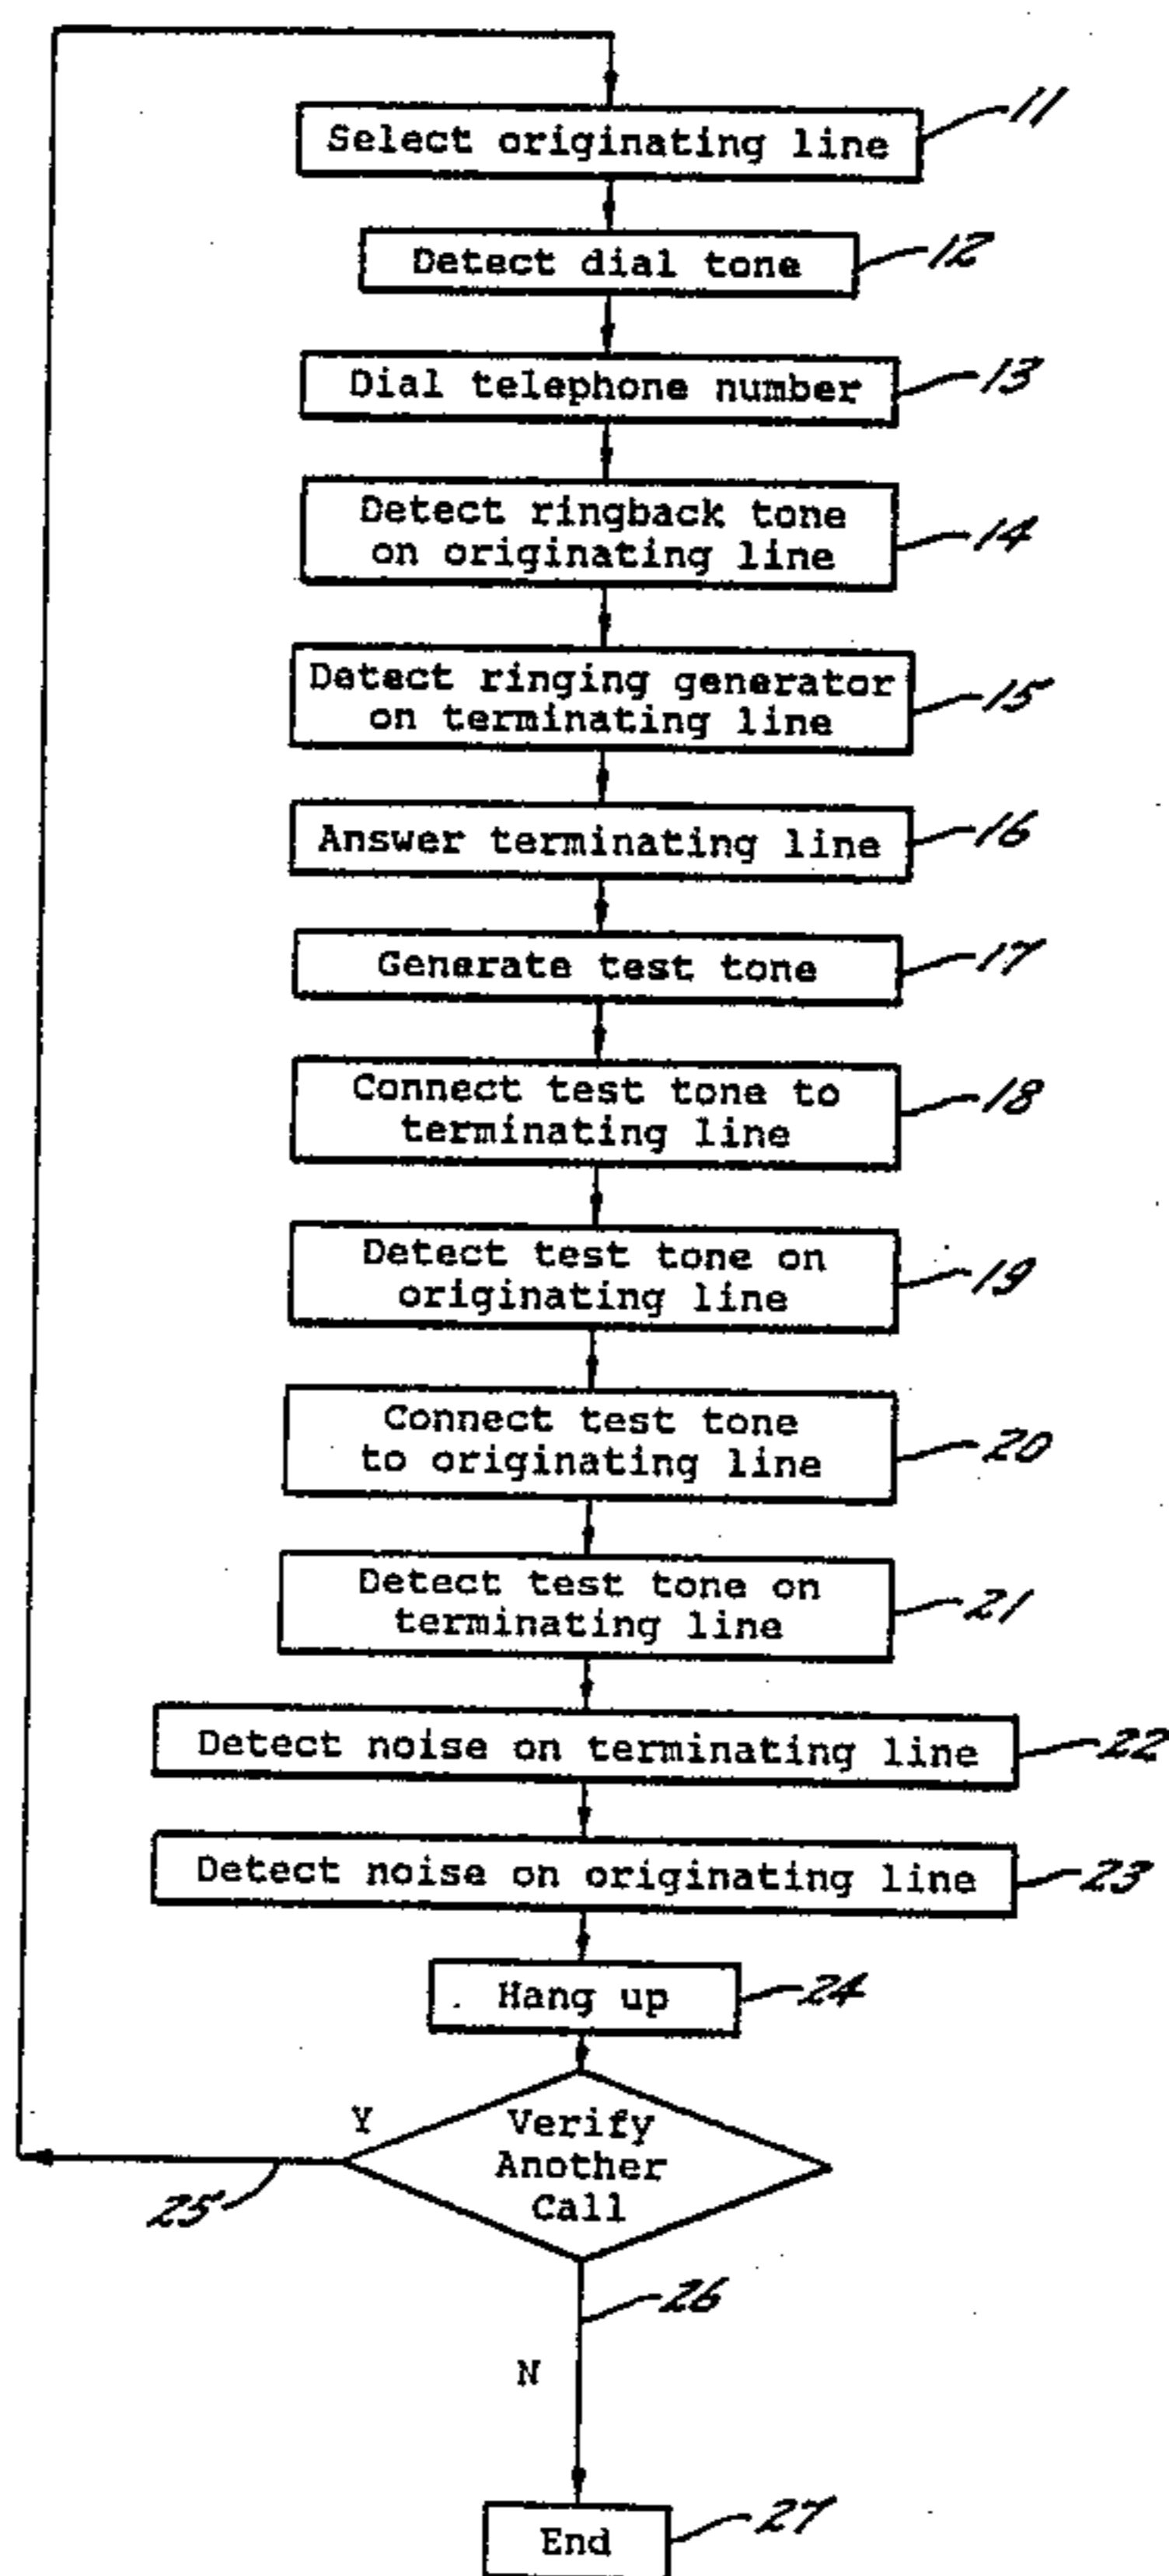 Select originating line
11
Detect dial tone
12
Dial telephone number
13
Detect ringback tone
on originating line
14
Detect ringing generator
on terminating line
15
Answer terminating line
16
Generate test tone
17
Connect test tone to
terminating line
18
Detect test tone on
originating line
19
Connect test tone
to originating line
20
Detect test tone on
terminating line
21
Detect noise on terminating line
22
Detect noise on originating line
23
Hang up
24
Y
Verify
Another
Call
25
26
N
End
27